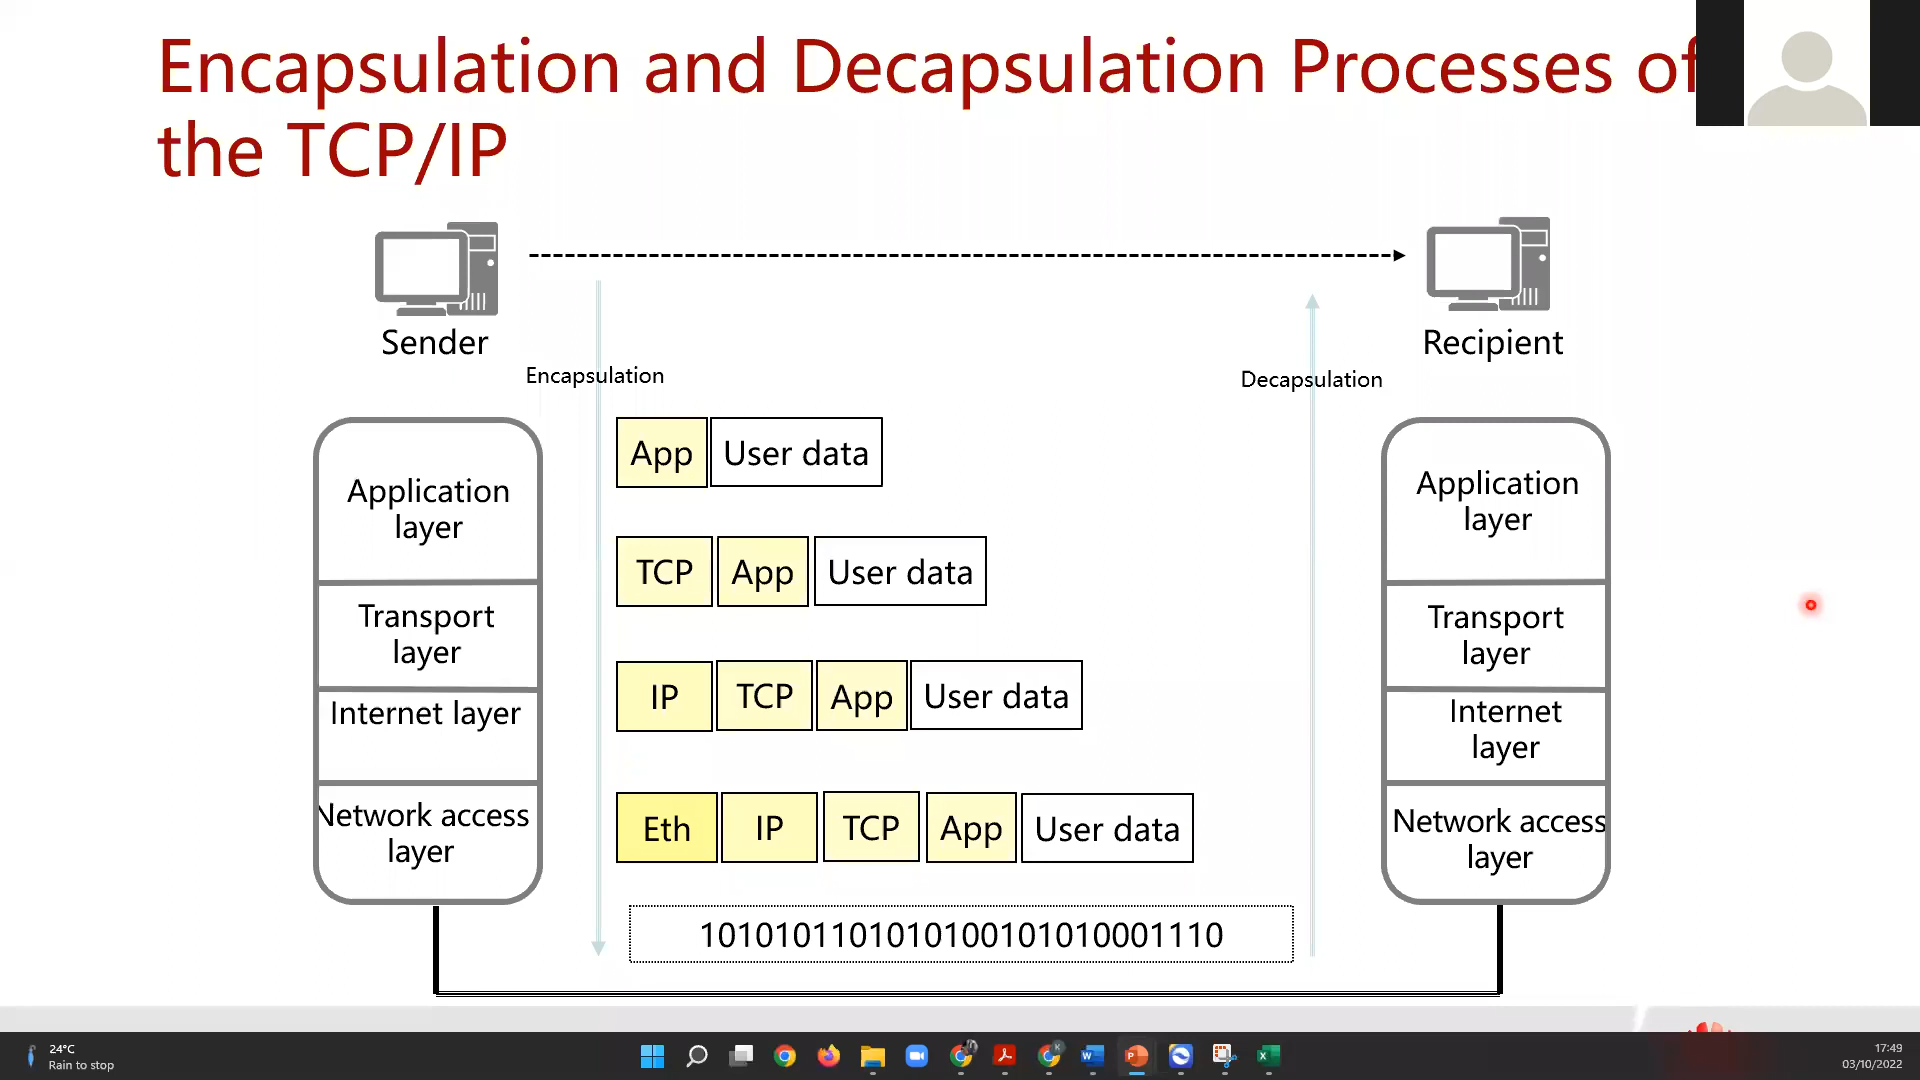 Encapsulation and Decapsulation Processes of
the TCP/IP
Sender
Recipient
Encapsulation
Decapsulation
App User data
Application
layer
Application
layer
TCP App User data
Transport
layer
Transport
layer
IP TCP App User data
Internet layer
Internet
layer
Eth IP TCP App User data
Network access
layer
Network access
layer
1010101101010100101010001110
24°C
Rain to stop
17:49
03/10/2022